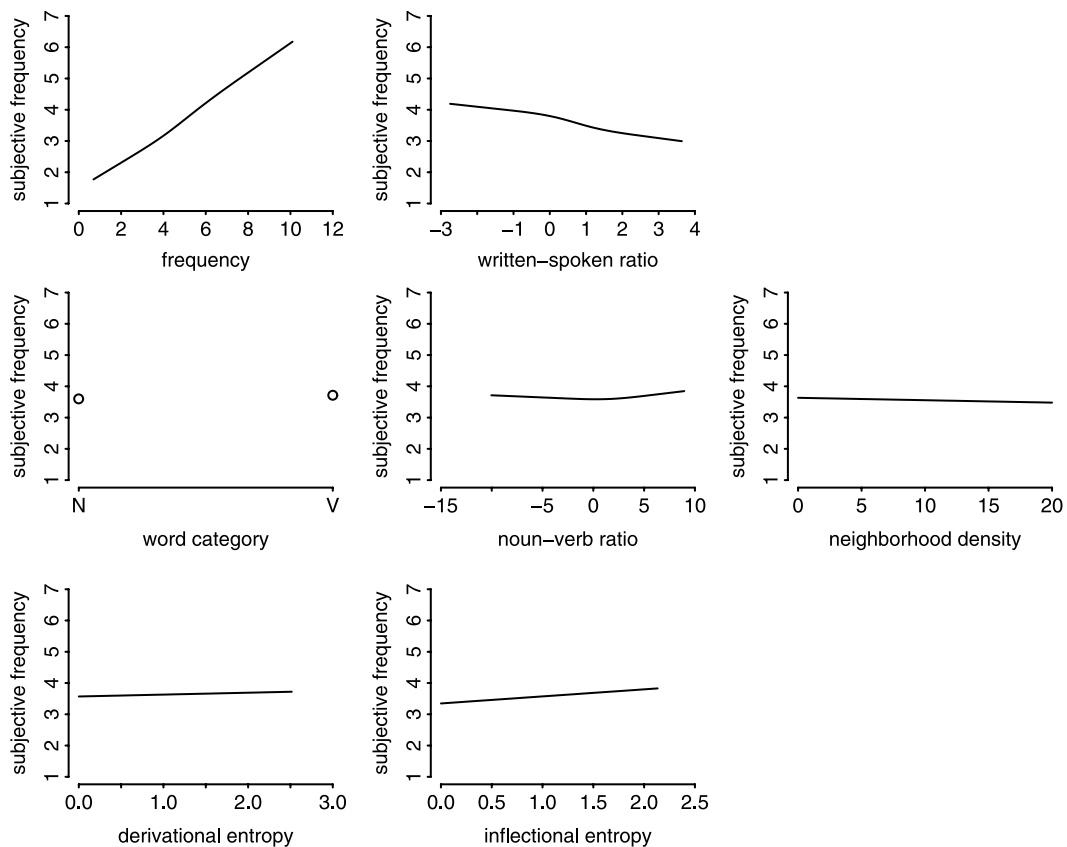 subjective frequency
1 2 3 4 5 6 7
0 2 4 6 8 10 12
frequency
subjective frequency
1 2 3 4 5 6 7
−3 −1 0 1 2 3 4
written−spoken ratio
subjective frequency
1 2 3 4 5 6 7
N V
word category
subjective frequency
1 2 3 4 5 6 7
−15 −5 0 5 10
noun−verb ratio
subjective frequency
1 2 3 4 5 6 7
0 5 10 15 20
neighborhood density
subjective frequency
1 2 3 4 5 6 7
0.0 1.0 2.0 3.0
derivational entropy
subjective frequency
1 2 3 4 5 6 7
0.0 0.5 1.0 1.5 2.0 2.5
inflectional entropy